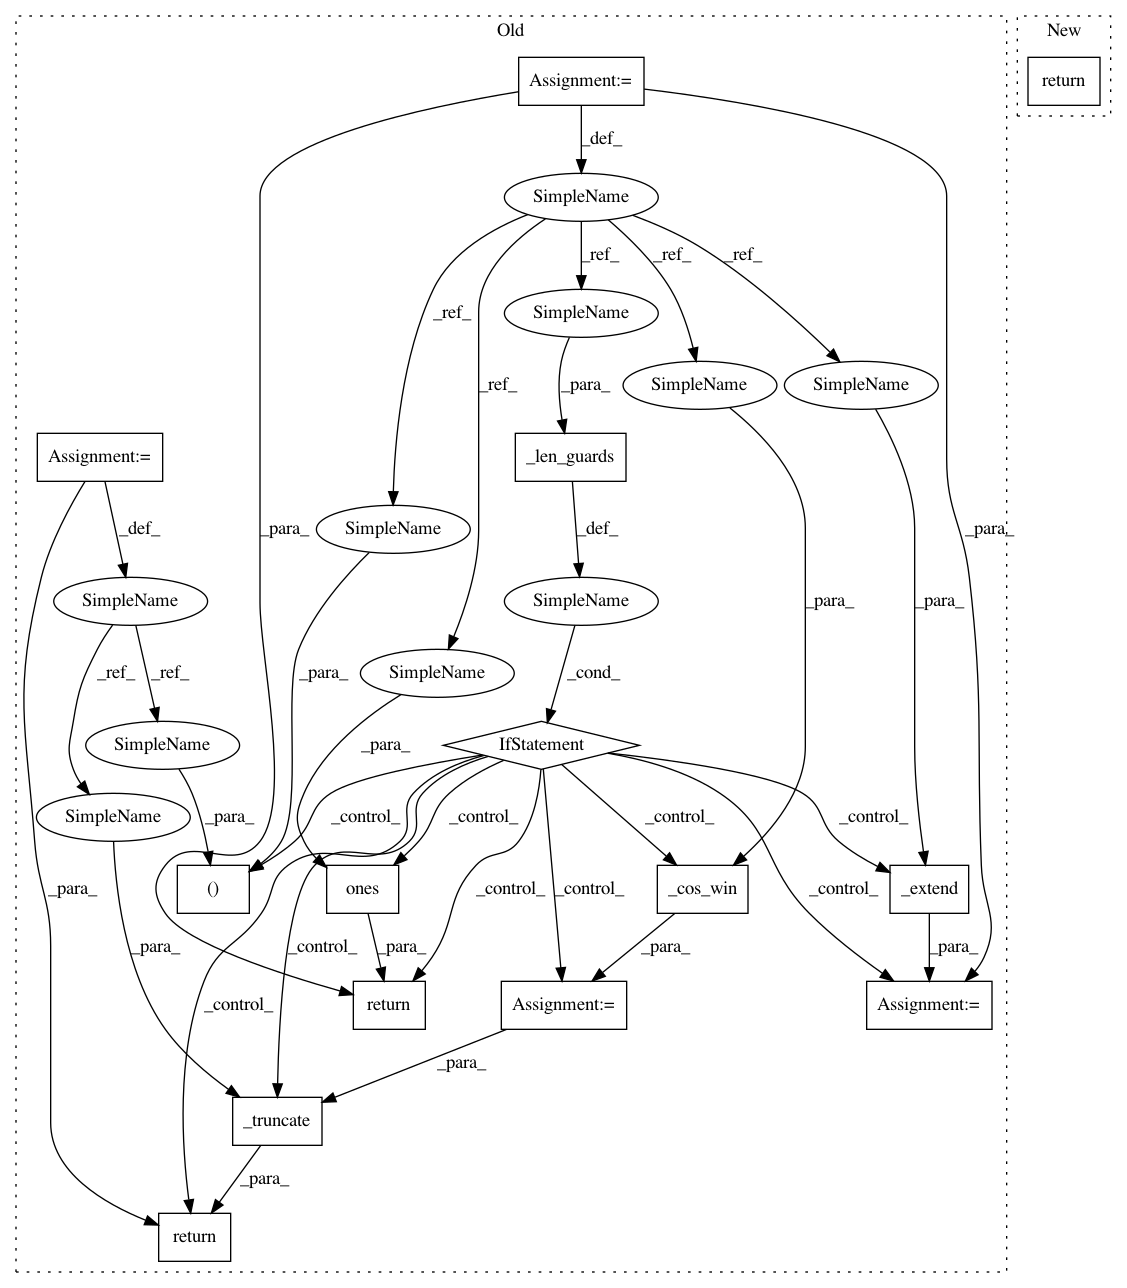 Old
New
Assignment:=
return
_def_
SimpleName
_ref_
_ref_
_ref_
_ref_
_ref_
SimpleName
SimpleName
SimpleName
_para_
Assignment:=
_len_guards
_para_
_def_
SimpleName
_def_
_para_
SimpleName
SimpleName
_para_
_para_
_ref_
_ref_
_para_
SimpleName
_cond_
SimpleName
IfStatement
_para_
SimpleName
_para_
_control_
_control_
_control_
_control_
()
ones
_cos_win
_extend
_para_
_para_
_control_
_para_
_control_
_control_
_para_
_control_
_para_
_control_
return
Assignment:=
Assignment:=
_para_
_truncate
_para_
return